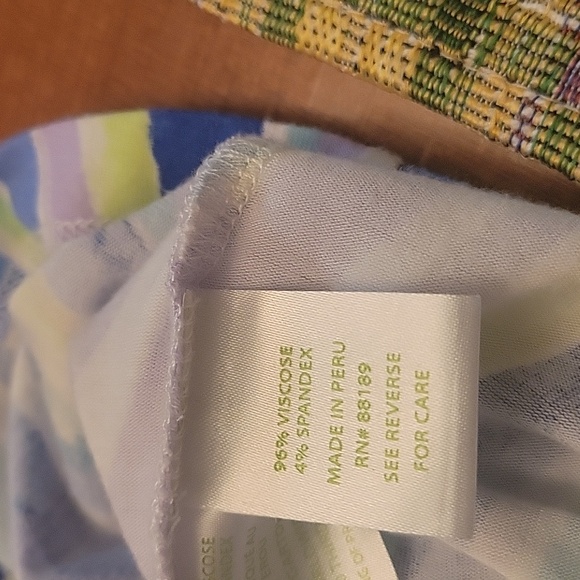 96% VISCOSE
4% SPANDEX
MADE IN PERU
RN# 88189
SEE REVERSE
FOR CARE